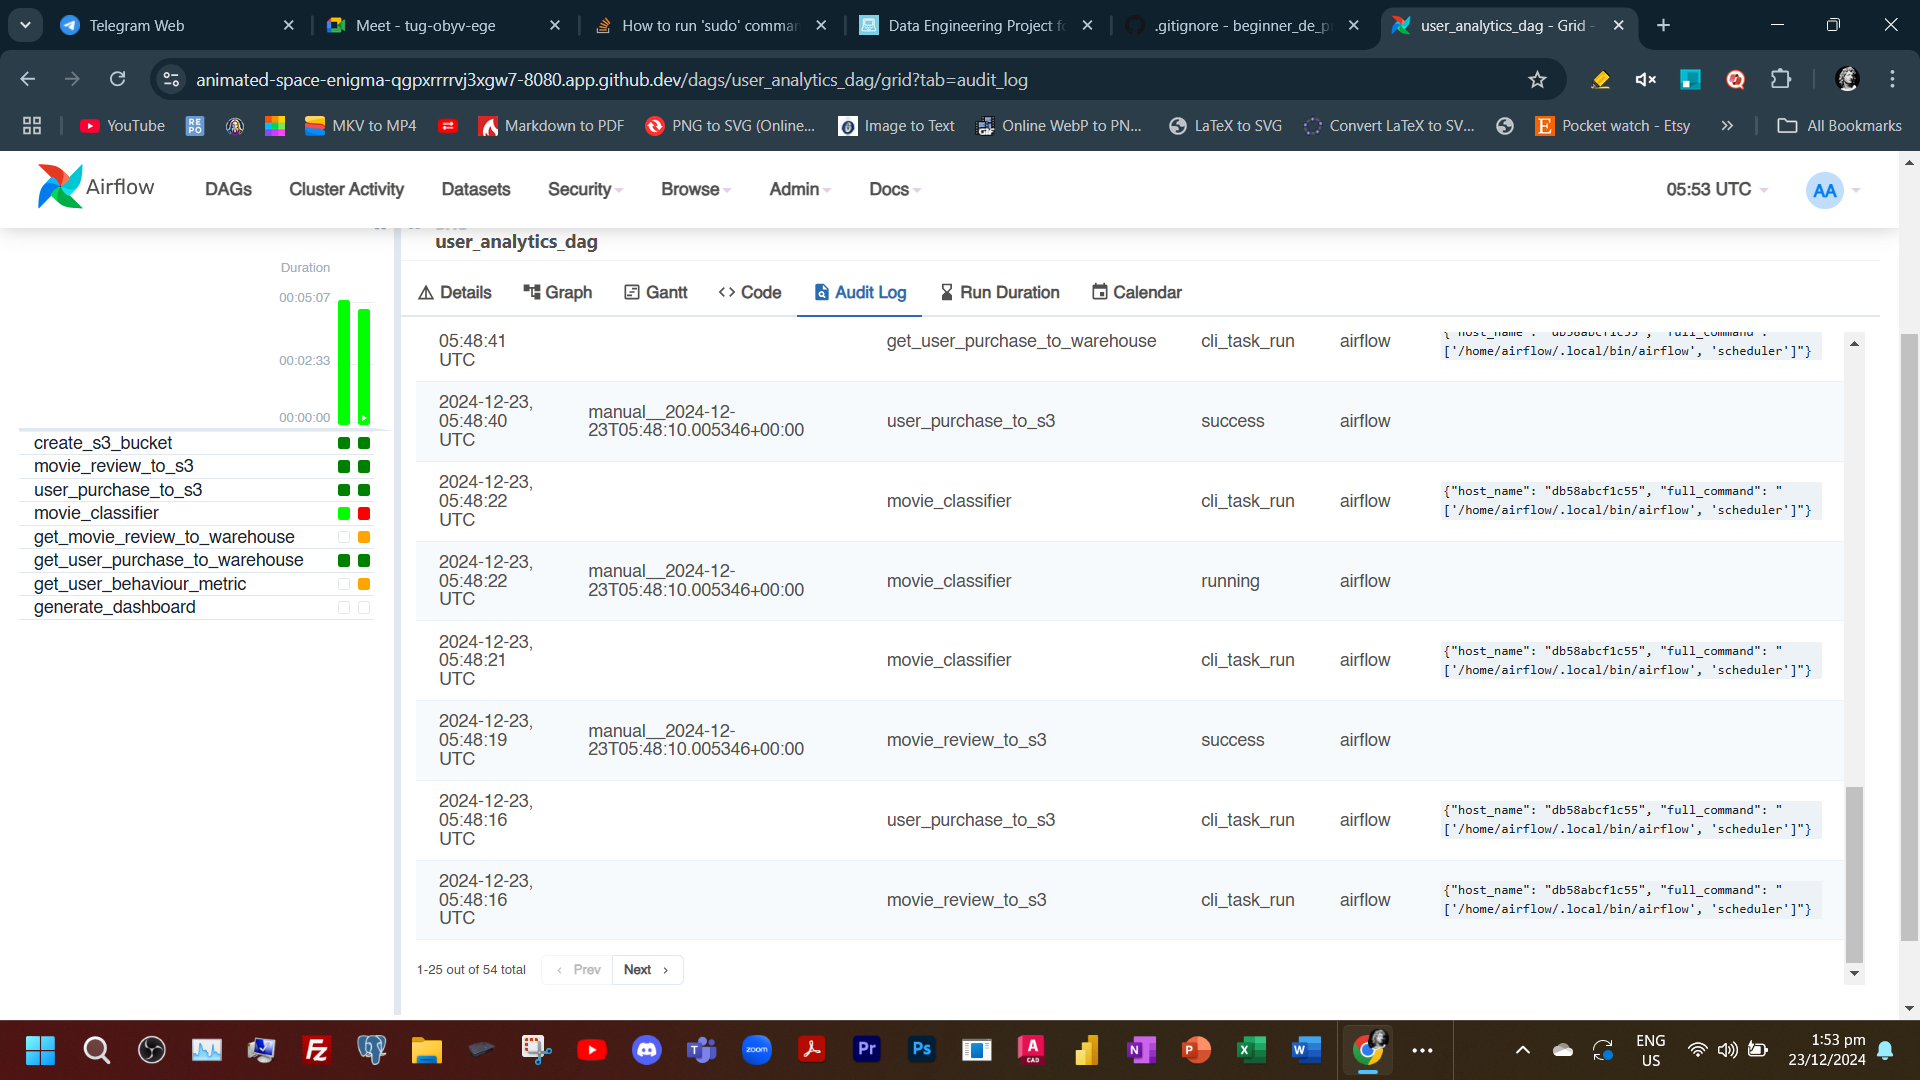 Telegram Web
Meet - tug-obyv-ege
How to run 'sudo' comman
Data Engineering Project fo
.gitignore - beginner_de_pr
user_analytics_dag - Grid -
animated-space-enigma-qgpxrrrrvj3xgw7-8080.app.github.dev/dags/user_analytics_dag/grid?tab=audit_log
YouTube
RE
PO
MKV to MP4
Markdown to PDF
PNG to SVG (Online...
Image to Text
Online WebP to PN...
LaTeX to SVG
Convert LaTeX to SV...
Pocket watch - Etsy
All Bookmarks
Airflow
DAGs
Cluster Activity
Datasets
Security
Browse
Admin
Docs
05:53 UTC
AA
user_analytics_dag
Details
Graph
Gantt
Code
Audit Log
Run Duration
Calendar
Duration
00:05:07
00:02:33
00:00:00
create_s3_bucket
movie_review_to_s3
user_purchase_to_s3
movie_classifier
get_movie_review_to_warehouse
get_user_purchase_to_warehouse
get_user_behaviour_metric
generate_dashboard
05:48:41
UTC
get_user_purchase_to_warehouse
cli_task_run
airflow
{"host_name": "db58abcf1c55", "full_command": "
['/home/airflow/.local/bin/airflow', 'scheduler']"}
2024-12-23,
05:48:40
UTC
manual__2024-12-
23T05:48:10.005346+00:00
user_purchase_to_s3
success
airflow
2024-12-23,
05:48:22
UTC
movie_classifier
cli_task_run
airflow
{"host_name": "db58abcf1c55", "full_command": "
['/home/airflow/.local/bin/airflow', 'scheduler']"}
2024-12-23,
05:48:22
UTC
manual__2024-12-
23T05:48:10.005346+00:00
movie_classifier
running
airflow
2024-12-23,
05:48:21
UTC
movie_classifier
cli_task_run
airflow
{"host_name": "db58abcf1c55", "full_command": "
['/home/airflow/.local/bin/airflow', 'scheduler']"}
2024-12-23,
05:48:19
UTC
manual__2024-12-
23T05:48:10.005346+00:00
movie_review_to_s3
success
airflow
2024-12-23,
05:48:16
UTC
user_purchase_to_s3
cli_task_run
airflow
{"host_name": "db58abcf1c55", "full_command": "
['/home/airflow/.local/bin/airflow', 'scheduler']"}
2024-12-23,
05:48:16
UTC
movie_review_to_s3
cli_task_run
airflow
{"host_name": "db58abcf1c55", "full_command": "
['/home/airflow/.local/bin/airflow', 'scheduler']"}
1-25 out of 54 total
Prev
Next
zoom
Pr
Ps
A
CAD
ENG
US
1:53 pm
23/12/2024